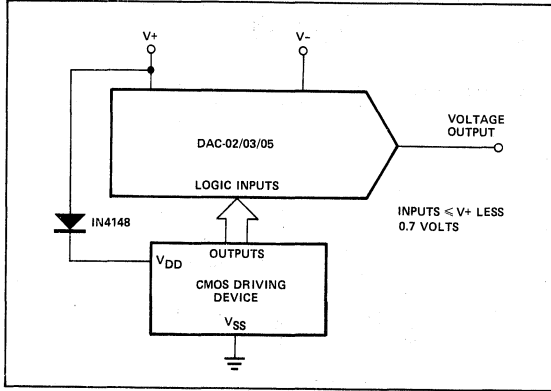 V+
V–
VOLTAGE
OUTPUT
DAC-02/03/05
LOGIC INPUTS
INPUTS ⩽ V+ LESS
0.7 VOLTS
IN4148
OUTPUTS
VDD
CMOS DRIVING
DEVICE
VSS